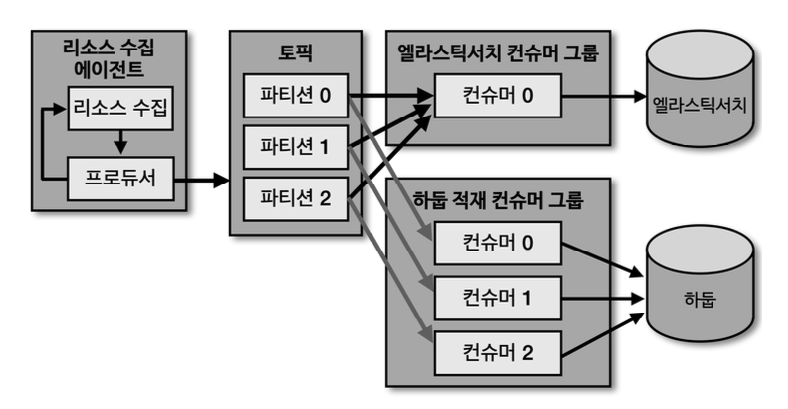 리소스 수집
에이전트
리소스 수집
프로듀서
토픽
파티션 0
파티션 1
파티션 2
엘라스틱서치 컨슈머 그룹
컨슈머 0
엘라스틱서치
하둡 적재 컨슈머 그룹
컨슈머 0
컨슈머 1
컨슈머 2
하둡